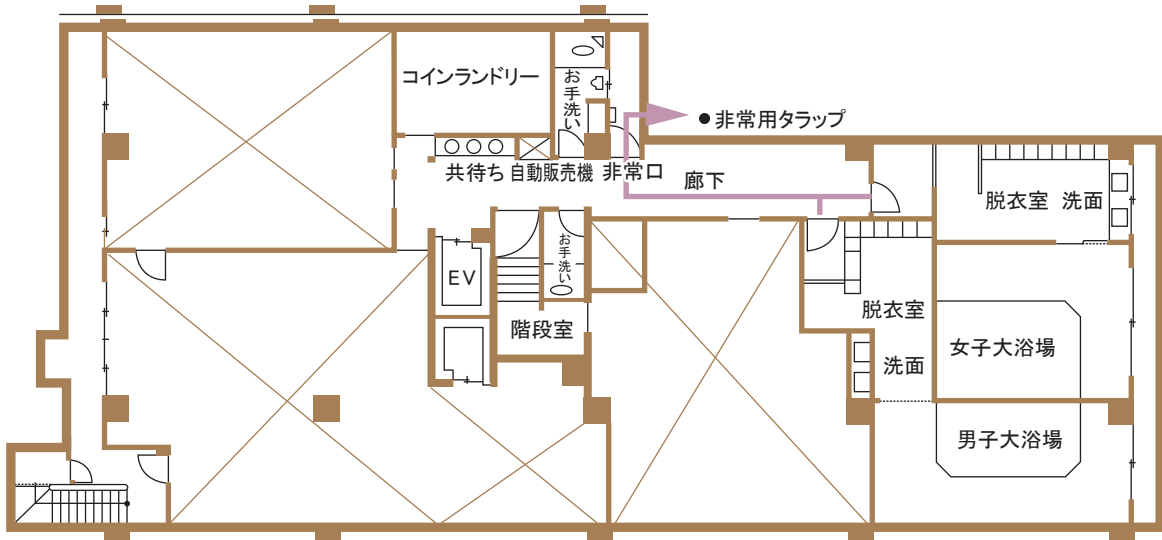 コインランドリー
お手洗い
● 非常用タラップ
共待ち
自動販売機
非常口
廊下
脱衣室
洗面
お手洗い
EV
階段室
脱衣室
女子大浴場
洗面
男子大浴場